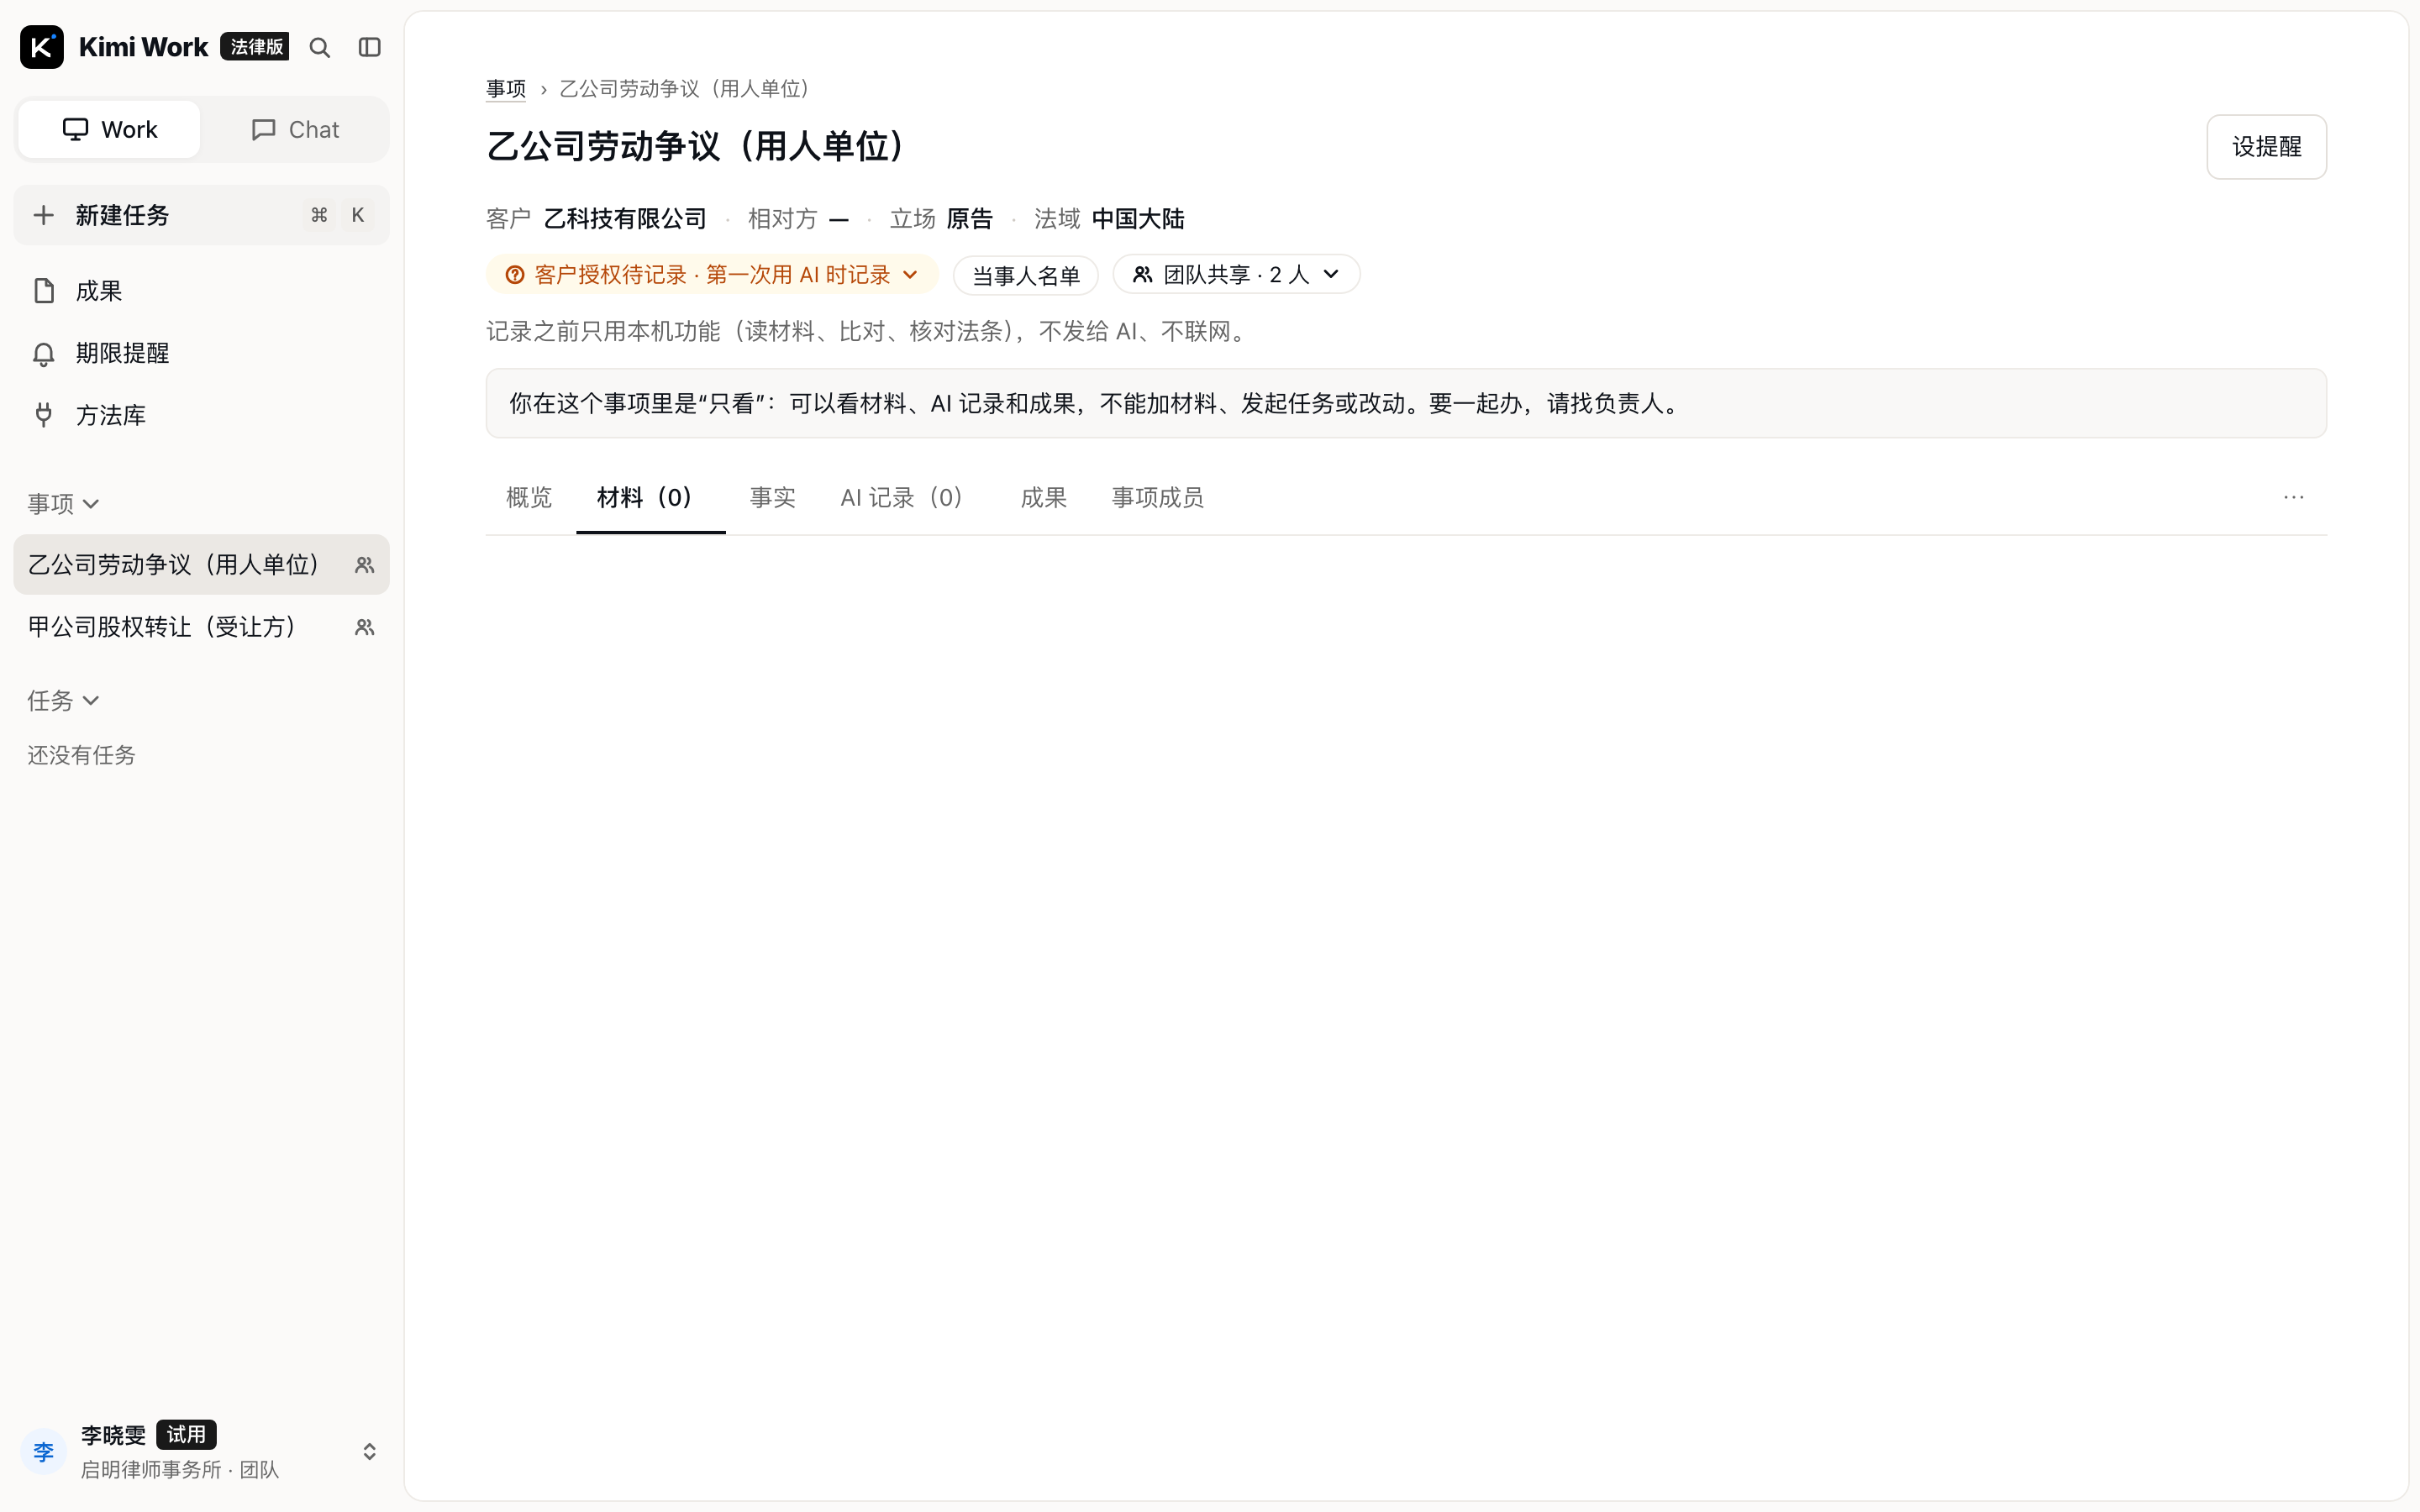 Kimi Work 法律版
Work
Chat
新建任务 ⌘ K
成果
期限提醒
方法库
事项
乙公司劳动争议（用人单位）
甲公司股权转让（受让方）
任务
还没有任务
李
李晓雯 试用
启明律师事务所 · 团队
事项 › 乙公司劳动争议（用人单位）
乙公司劳动争议（用人单位）
设提醒
客户 乙科技有限公司 · 相对方 — · 立场 原告 · 法域 中国大陆
客户授权待记录 · 第一次用 AI 时记录
当事人名单
团队共享 · 2 人
记录之前只用本机功能（读材料、比对、核对法条），不发给 AI、不联网。
你在这个事项里是“只看”：可以看材料、AI 记录和成果，不能加材料、发起任务或改动。要一起办，请找负责人。
概览 材料（0） 事实 AI 记录（0） 成果 事项成员 ···